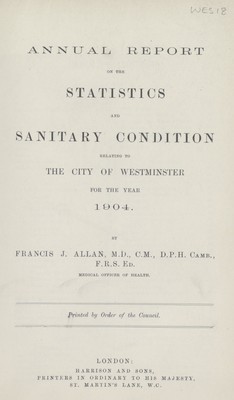 WES 18
ANNUAL REPORT
ON THE
STATISTICS
AND
SANITARY CONDITION
RELATING TO
THE CITY OF WESTMINSTER
FOR THE YEAR
1904.
BY
FRANCIS J. ALLAN, M.D., C.M., D.P.H. CAMB.,
F.R.S. ED.
MEDICAL OFFICER OF HEALTH.
Printed by Order of the Council.
LONDON:
HARRISON AND SONS,
PRINTERS IN ORDINARY TO HIS MAJESTY,
ST. MARTIN'S LANE, W.C.